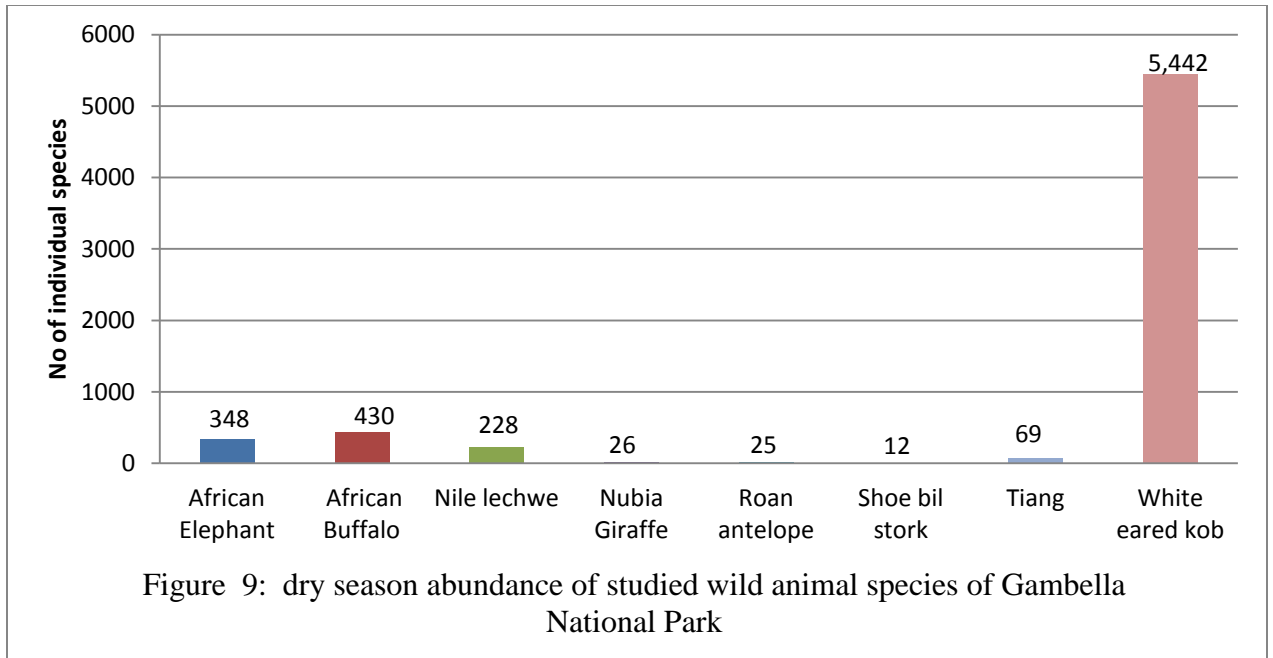 6000
5000
4000
3000
2000
1000
0
No of individual species
348
430
228
26
25
12
69
5,442
African
Elephant
African
Buffalo
Nile lechwe
Nubia
Giraffe
Roan
antelope
Shoe bil
stork
Tiang
White
eared kob
Figure 9: dry season abundance of studied wild animal species of Gambella
National Park